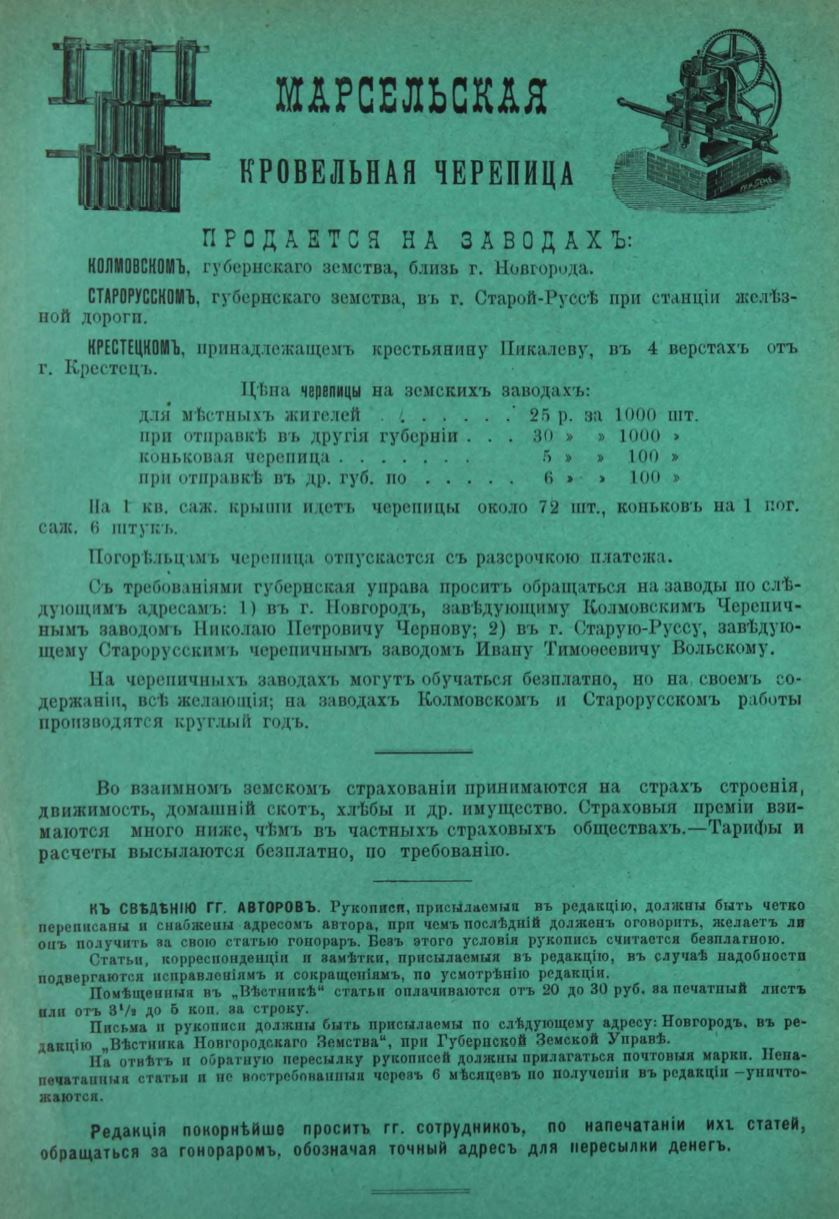 МАРСЕЛЬСКАЯ
КРОВЕЛЬНАЯ ЧЕРЕПИЦА
ПРОДАЕТСЯ НА ЗАВОДАХЪ:
КОЛМОВСКОМЪ, губернскаго земства, близь г. Новгорода.
СТАРОРУССКОМЪ, губернскаго земства, въ г. Старой-Руссѣ при станціи желѣз-
ной дороги.
КРЕСТЕЦКОМЪ, принадлежащемъ крестьянину Пикалеву, въ 4 верстахъ отъ
г. Крестецъ.
Цѣна черепицы на земскихъ заводахъ:
для мѣстныхъ жителей . . . . . . . 25 р. за 1000 шт.
при отправкѣ въ другія губерніи . . . 30 » » 1000 »
коньковая черепица . . . . . . . 5 » » 100 »
при отправкѣ въ др. губ. по . . . . . 6 » » 100 »
На 1 кв. саж. крыши идетъ черепицы около 72 шт., коньковъ на 1 пог.
саж. 6 штукъ.
Погорѣльцамъ черепица отпускается съ разсрочкою платежа.
Съ требованіями губернская управа проситъ обращаться на заводы по слѣ-
дующимъ адресамъ: 1) въ г. Новгородъ, завѣдующиму Колмовскимъ Черепич-
нымъ заводомъ Николаю Петровичу Чернову; 2) въ г. Старую-Руссу, завѣдую-
щему Старорусскимъ черепичнымъ заводомъ Ивану Тимоѳеевичу Вольскому.
На черепичныхъ заводахъ могутъ обучаться безплатно, но на своемъ со-
держаніи, всѣ желающія; на заводахъ Колмовскомъ и Старорусскомъ работы
производятся круглый годъ.
Во взаимномъ земскомъ страхованіи принимаются на страхъ строенія,
движимость, домашній скотъ, хлѣбы и др. имущество. Страховыя преміи взи-
маются много ниже, чѣмъ въ частныхъ страховыхъ обществахъ.—Тарифы и
расчеты высылаются безплатно, по требованію.
КЪ СВѢДѢНІЮ ГГ. АВТОРОВЪ. Рукописи, присылаемыя въ редакцію, должны быть четко
переписаны и снабжены адресомъ автора, при чемъ послѣдній долженъ оговорить, желаетъ ли
онъ получить за свою статью гонораръ. Безъ этого условія рукопись считается безплатною.
Статьи, корреспонденціи и замѣтки, присылаемыя въ редакцію, въ случаѣ надобности
подвергаются исправленіямъ и сокращеніямъ, по усмотрѣнію редакціи.
Помѣщенныя въ „Вѣстникѣ“ статьи оплачиваются отъ 20 до 30 руб. за печатный листъ
или отъ 3½ до 5 коп. за строку.
Письма и рукописи должны быть присылаемы по слѣдующему адресу: Новгородъ, въ ре-
дакцію „Вѣстника Новгородскаго Земства“, при Губернской Земской Управѣ.
На отвѣтъ и обратную пересылку рукописей должны прилагаться почтовыя марки. Нена-
печатанныя статьи и не востребованныя черезъ 6 мѣсяцевъ по полученіи въ редакціи —уничто-
жаются.
Редакція покорнѣйше проситъ гг. сотрудниковъ, по напечатаніи ихъ статей,
обращаться за гонораромъ, обозначая точный адресъ для пересылки денегъ.